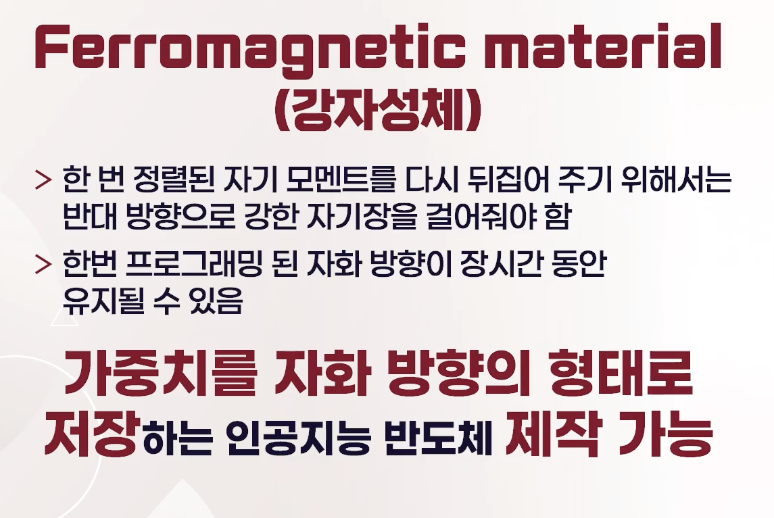 Ferromagnetic material
(강자성체)
> 한 번 정렬된 자기 모멘트를 다시 뒤집어 주기 위해서는
반대 방향으로 강한 자기장을 걸어줘야 함
> 한번 프로그래밍 된 자화 방향이 장시간 동안
유지될 수 있음
가중치를 자화 방향의 형태로
저장하는 인공지능 반도체 제작 가능